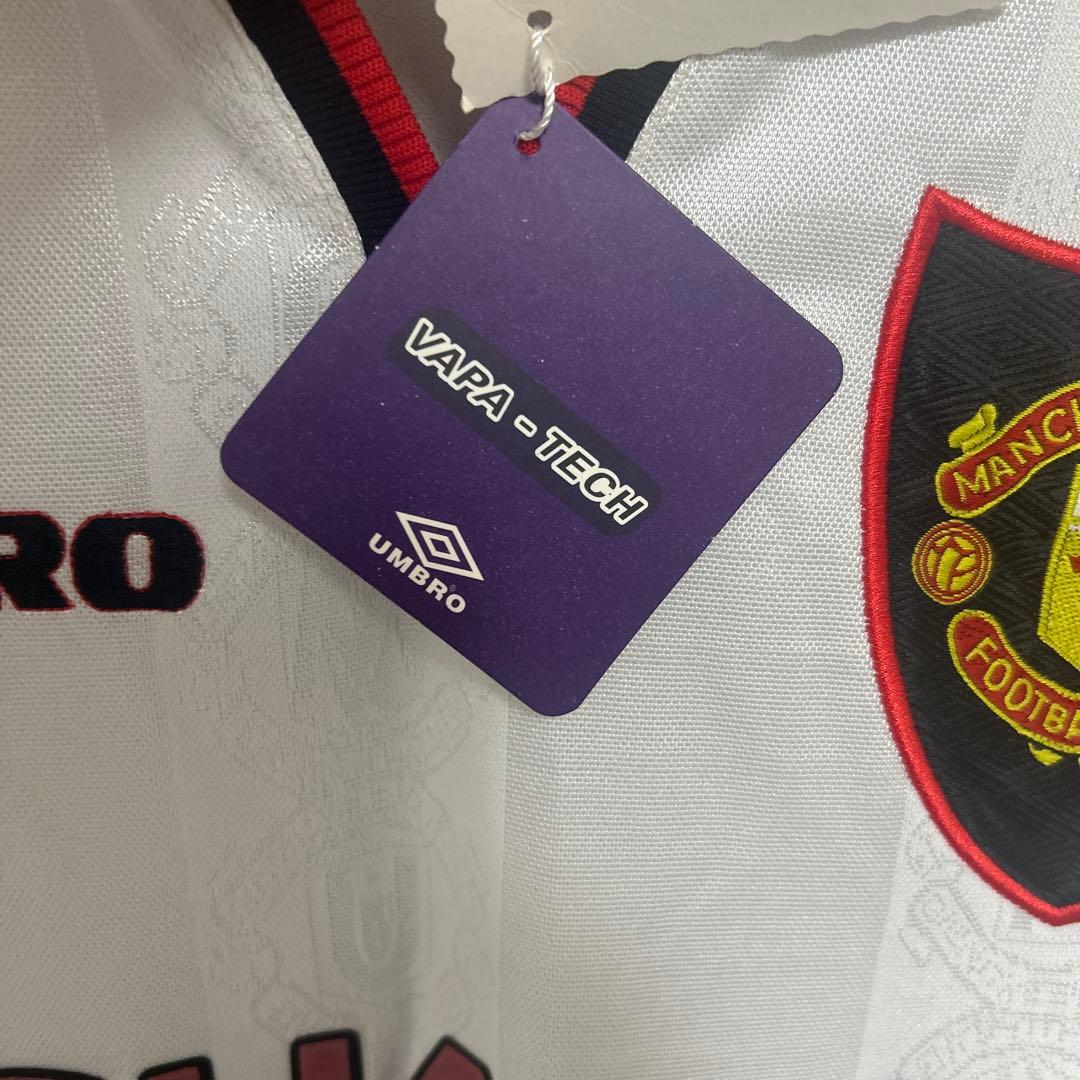 VAPA - TECH
UMBRO
RO
MANC
FOOTB